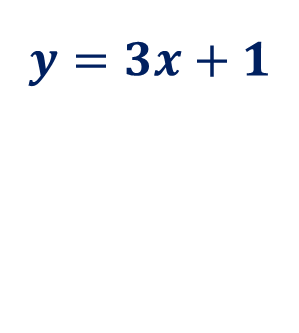 y = 3x + 1